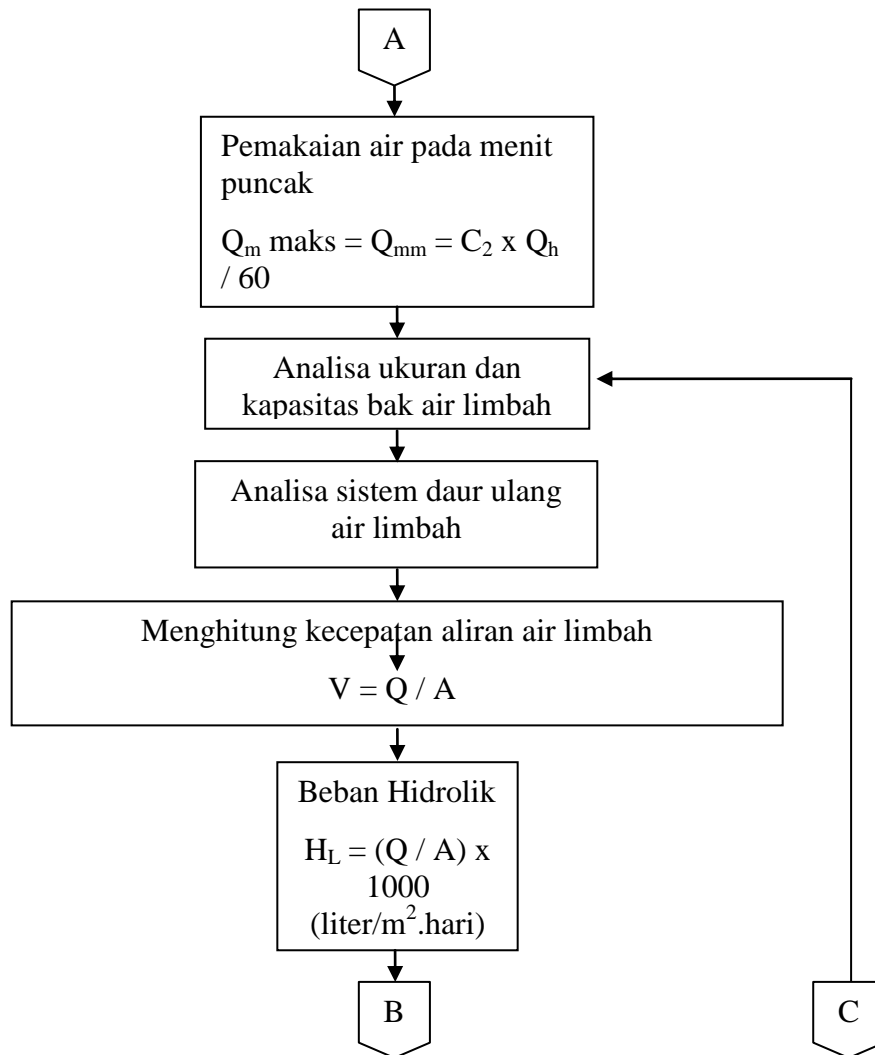 A
Pemakaian air pada menit
puncak
Qₘ maks = Qₘₘ = C₂ x Qₕ
/ 60
Analisa ukuran dan
kapasitas bak air limbah
Analisa sistem daur ulang
air limbah
Menghitung kecepatan aliran air limbah
V = Q / A
Beban Hidrolik
H_L = (Q / A) x
1000
(liter/m².hari)
B
C